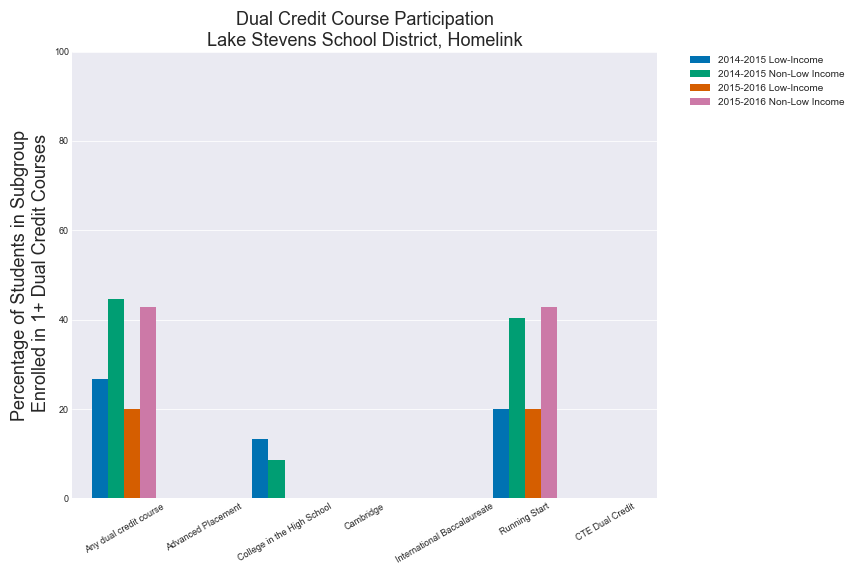 Dual Credit Course Participation
Lake Stevens School District, Homelink
Percentage of Students in Subgroup
Enrolled in 1+ Dual Credit Courses
100
80
60
40
20
0
Any dual credit course
Advanced Placement
College in the High School
Cambridge
International Baccalaureate
Running Start
CTE Dual Credit
2014-2015 Low-Income
2014-2015 Non-Low Income
2015-2016 Low-Income
2015-2016 Non-Low Income